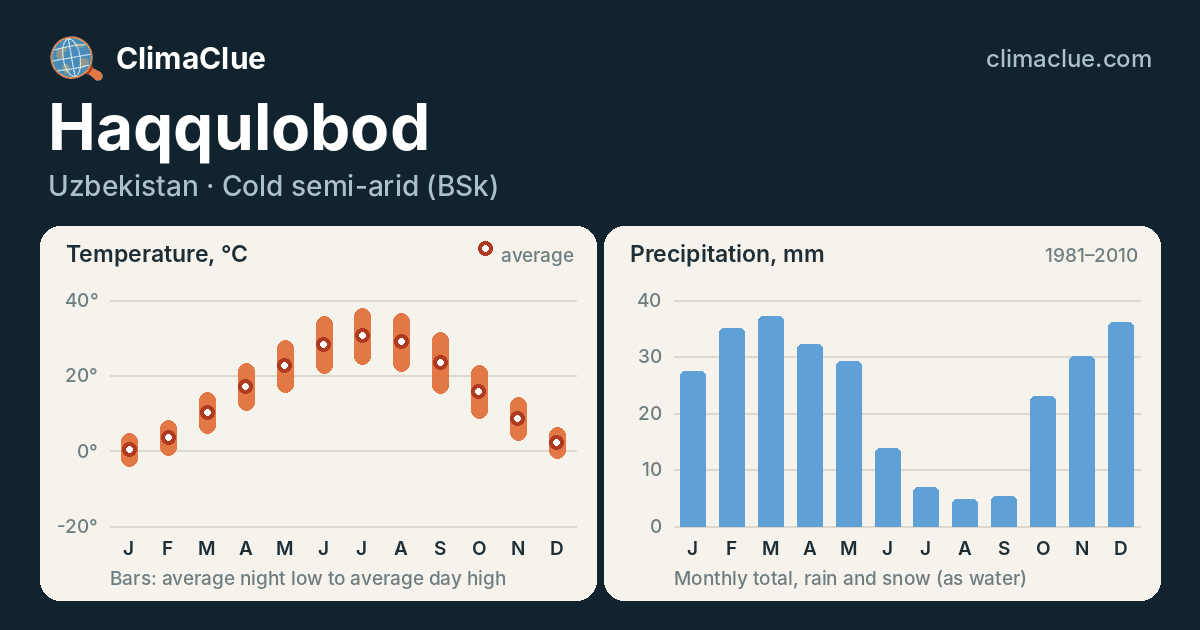 ClimaClue
climaclue.com
Haqqulobod
Uzbekistan · Cold semi-arid (BSk)
Temperature, °C
average
40°
20°
0°
-20°
J F M A M J J A S O N D
Bars: average night low to average day high
Precipitation, mm
1981–2010
40
30
20
10
0
J F M A M J J A S O N D
Monthly total, rain and snow (as water)